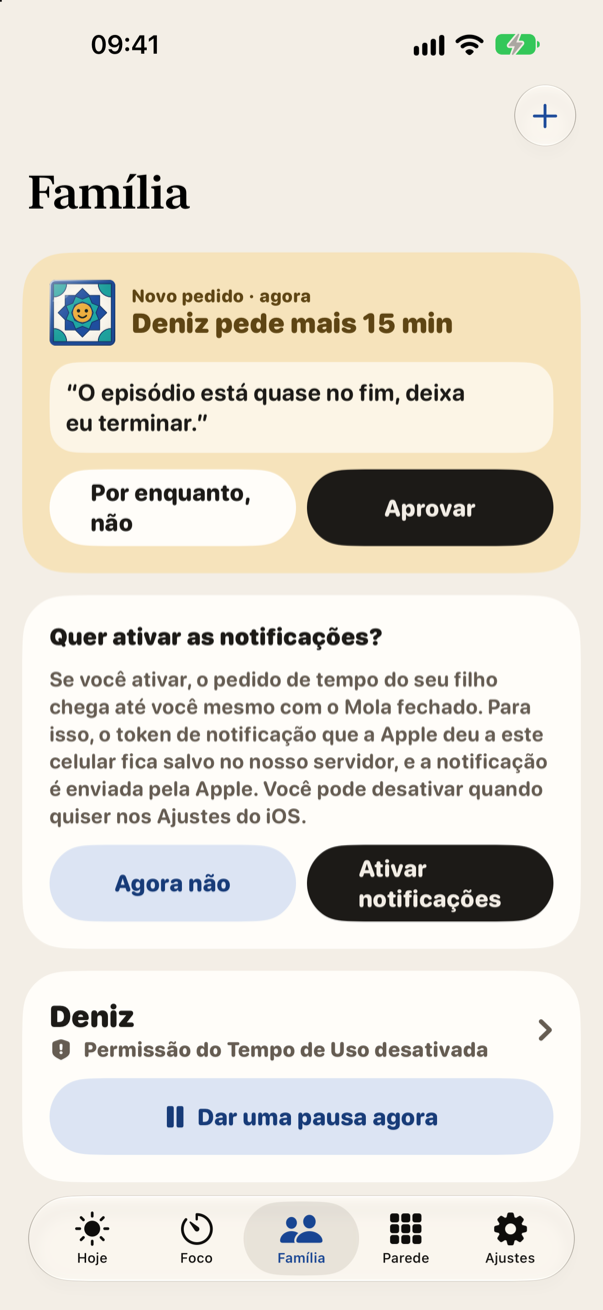 09:41
Família
Novo pedido · agora
Deniz pede mais 15 min
"O episódio está quase no fim, deixa
eu terminar."
Por enquanto,
não
Aprovar
Quer ativar as notificações?
Se você ativar, o pedido de tempo do seu filho
chega até você mesmo com o Mola fechado. Para
isso, o token de notificação que a Apple deu a este
celular fica salvo no nosso servidor, e a notificação
é enviada pela Apple. Você pode desativar quando
quiser nos Ajustes do iOS.
Agora não
Ativar
notificações
Deniz
Permissão do Tempo de Uso desativada
Dar uma pausa agora
Hoje
Foco
Família
Parede
Ajustes